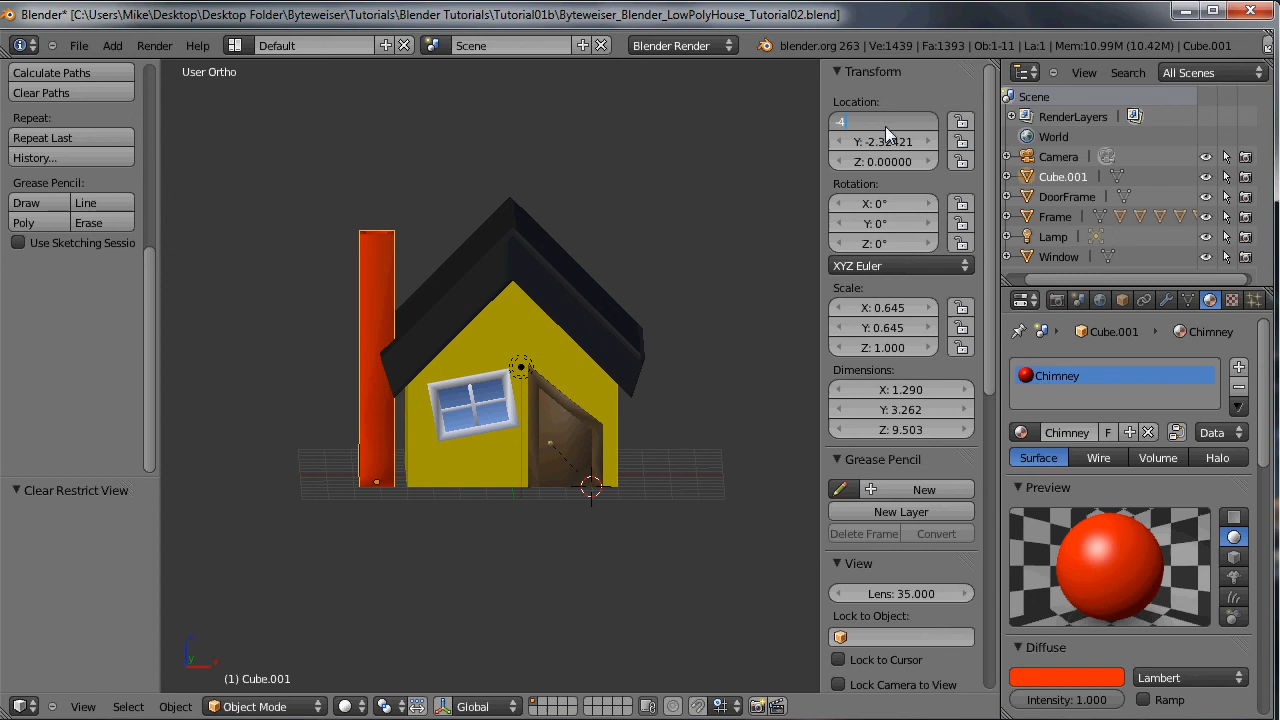 Blender* [C:\Users\Mike\Desktop\Desktop Folder\Byteweiser\Tutorials\Blender Tutorials\Tutorial01b\Byteweiser_Blender_LowPolyHouse_Tutorial02.blend]
File Add Render Help Default Scene Blender Render blender.org 263 | Ve:1439 | Fa:1393 | Ob:1-11 | La:1 | Mem:10.99M (10.42M) | Cube.001
Calculate Paths
Clear Paths
Repeat:
Repeat Last
History...
Grease Pencil:
Draw Line
Poly Erase
Use Sketching Sessio
Clear Restrict View
User Ortho
(1) Cube.001
Transform
Location:
-4
Y: -2.32421
Z: 0.00000
Rotation:
X: 0°
Y: 0°
Z: 0°
XYZ Euler
Scale:
X: 0.645
Y: 0.645
Z: 1.000
Dimensions:
X: 1.290
Y: 3.262
Z: 9.503
Grease Pencil
New
New Layer
Delete Frame Convert
View
Lens: 35.000
Lock to Object:
Lock to Cursor
Lock Camera to View
View Search All Scenes
Scene
RenderLayers
World
Camera
Cube.001
DoorFrame
Frame
Lamp
Window
Cube.001 Chimney
Chimney
Chimney F Data
Surface Wire Volume Halo
Preview
Diffuse
Lambert
Intensity: 1.000 Ramp
View Select Object Object Mode Global